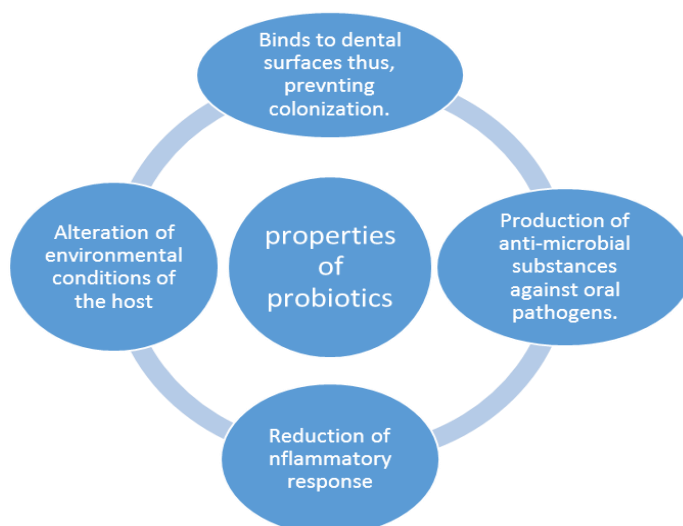 Binds to dental
surfaces thus,
prevnting
colonization.
Alteration of
environmental
conditions of
the host
properties
of
probiotics
Production of
anti-microbial
substances
against oral
pathogens.
Reduction of
nflammatory
response